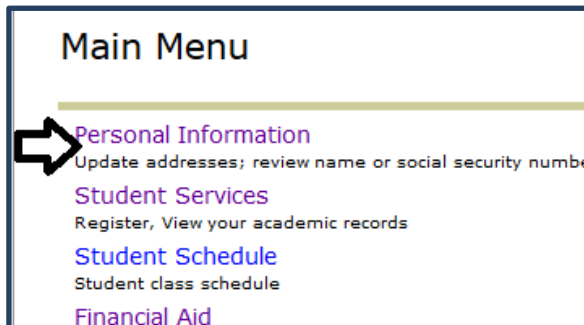 Main Menu
Personal Information
Update addresses; review name or social security
Student Services
Register, View your academic records
Student Schedule
Student class schedule
Financial Aid